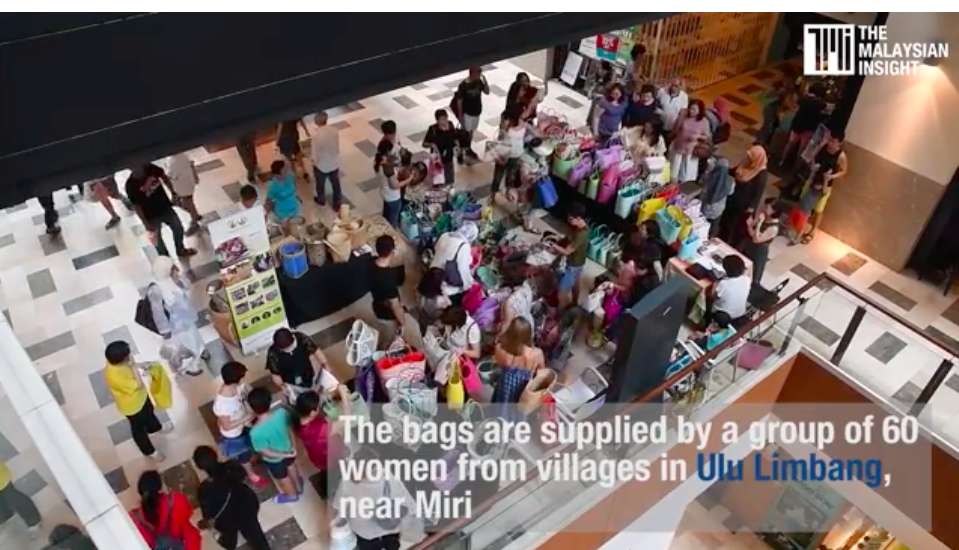 THE
MALAYSIAN
INSIGHT
The bags are supplied by a group of 60
women from villages in Ulu Limbang,
near Miri